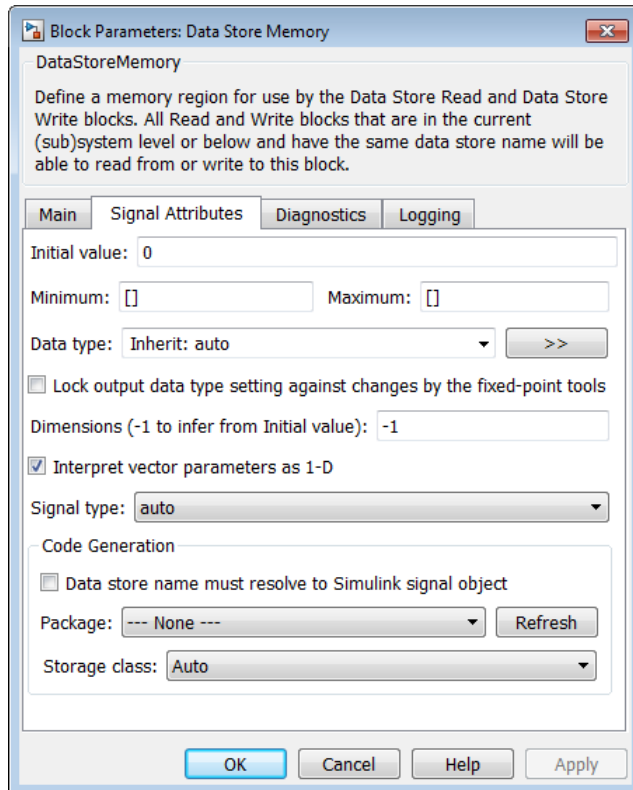 Block Parameters: Data Store Memory
DataStoreMemory
Define a memory region for use by the Data Store Read and Data Store
Write blocks. All Read and Write blocks that are in the current
(sub)system level or below and have the same data store name will be
able to read from or write to this block.
Main Signal Attributes Diagnostics Logging
Initial value: 0
Minimum: [] Maximum: []
Data type: Inherit: auto >>
Lock output data type setting against changes by the fixed-point tools
Dimensions (-1 to infer from Initial value): -1
Interpret vector parameters as 1-D
Signal type: auto
Code Generation
Data store name must resolve to Simulink signal object
Package: --- None --- Refresh
Storage class: Auto
OK Cancel Help Apply